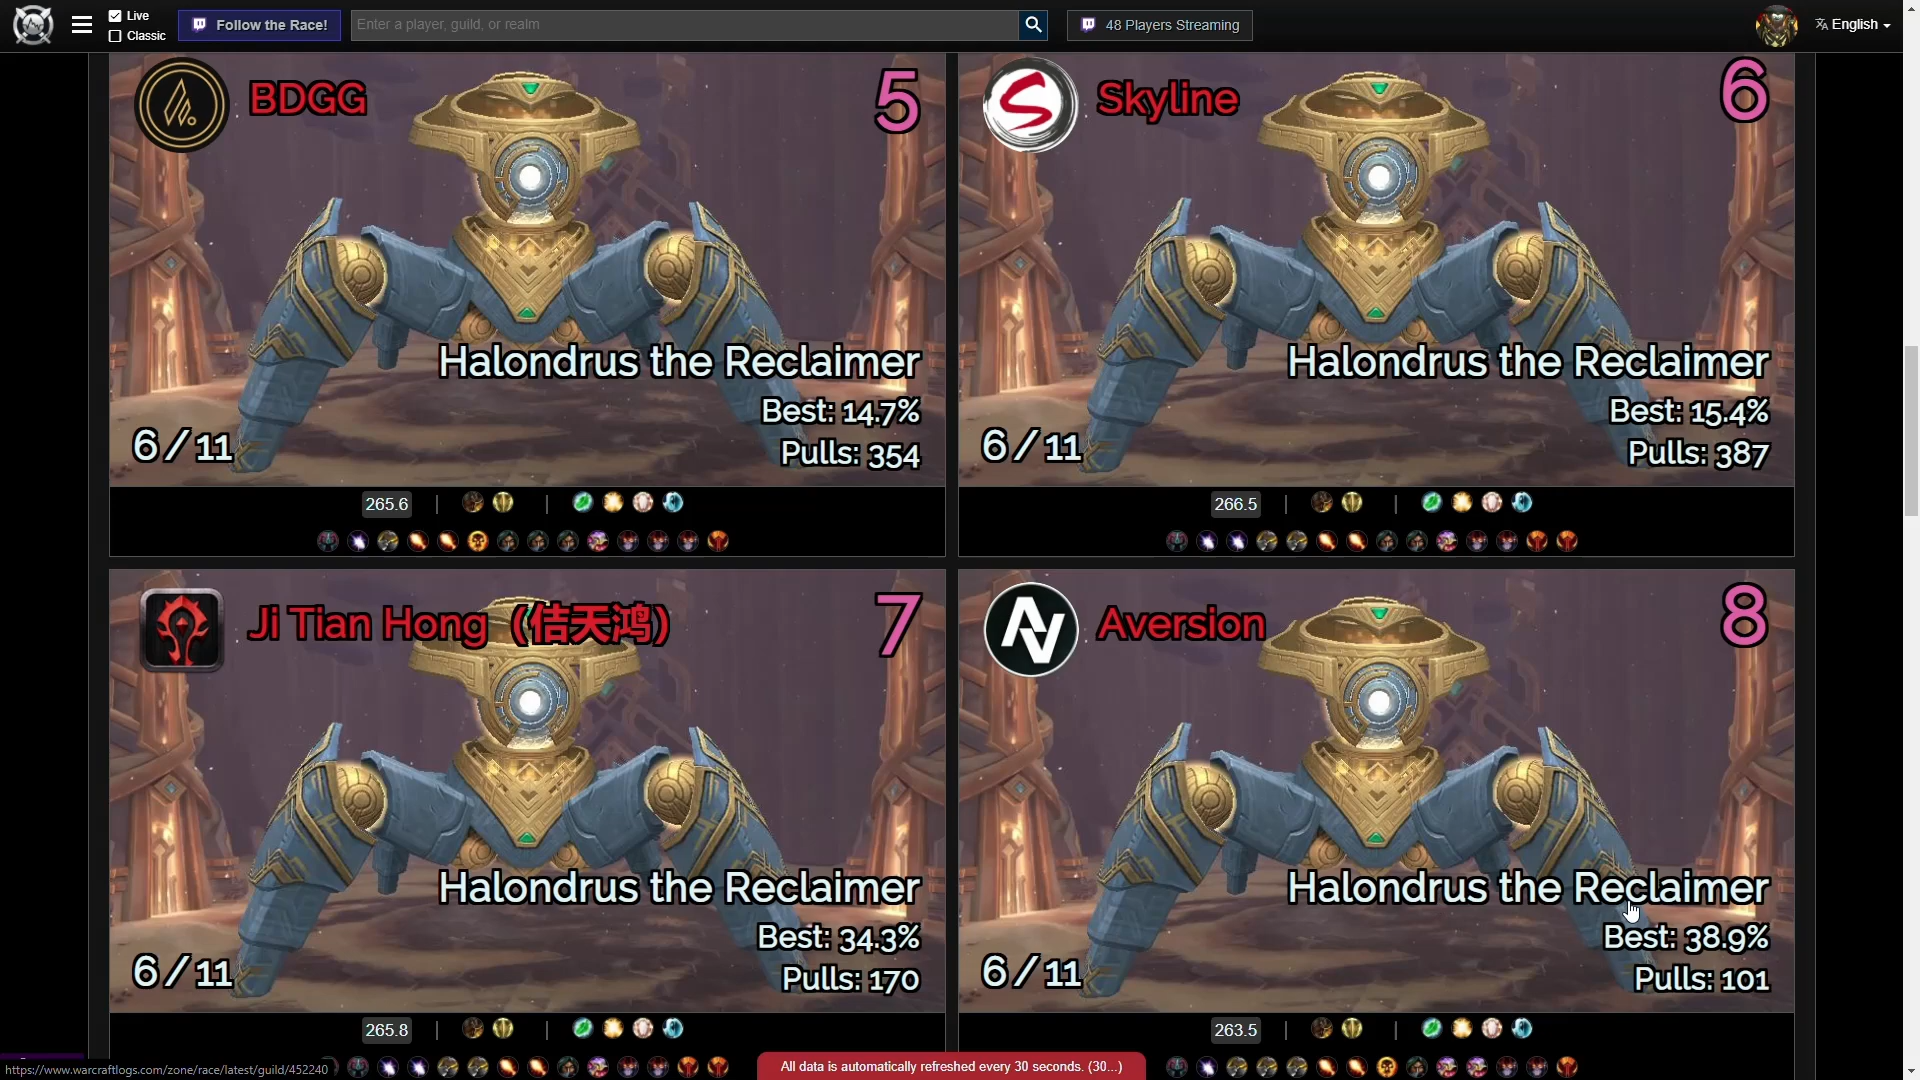 Live
Classic
Follow the Race!
Enter a player, guild, or realm
48 Players Streaming
English
BDGG
5
Halondrus the Reclaimer
Best: 14.7%
Pulls: 354
6/11
265.6
Skyline
6
Halondrus the Reclaimer
Best: 15.4%
Pulls: 387
6/11
266.5
Ji Tian Hong（佶天鸿）
7
Halondrus the Reclaimer
Best: 34.3%
Pulls: 170
6/11
265.8
Aversion
8
Halondrus the Reclaimer
Best: 38.9%
Pulls: 101
6/11
263.5
https://www.warcraftlogs.com/zone/race/latest/guild/452240
All data is automatically refreshed every 30 seconds. (30...)